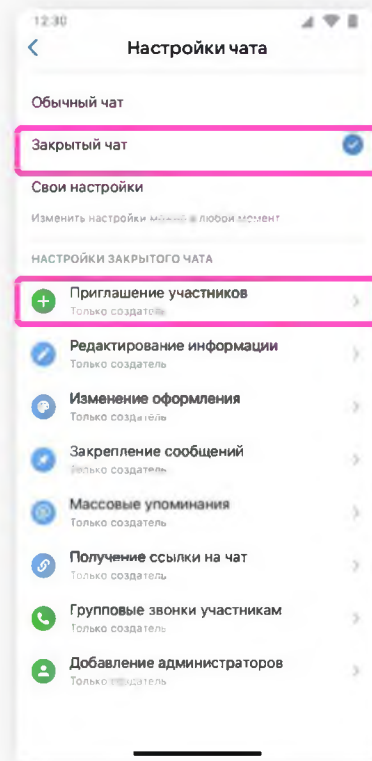 12:30
Настройки чата
Обычный чат
Закрытый чат
Свои настройки
Изменить настройки можно в любой момент
НАСТРОЙКИ ЗАКРЫТОГО ЧАТА
Приглашение участников
Только создатель
Редактирование информации
Только создатель
Изменение оформления
Только создатель
Закрепление сообщений
Только создатель
Массовые упоминания
Только создатель
Получение ссылки на чат
Только создатель
Групповые звонки участникам
Только создатель
Добавление администраторов
Только создатель